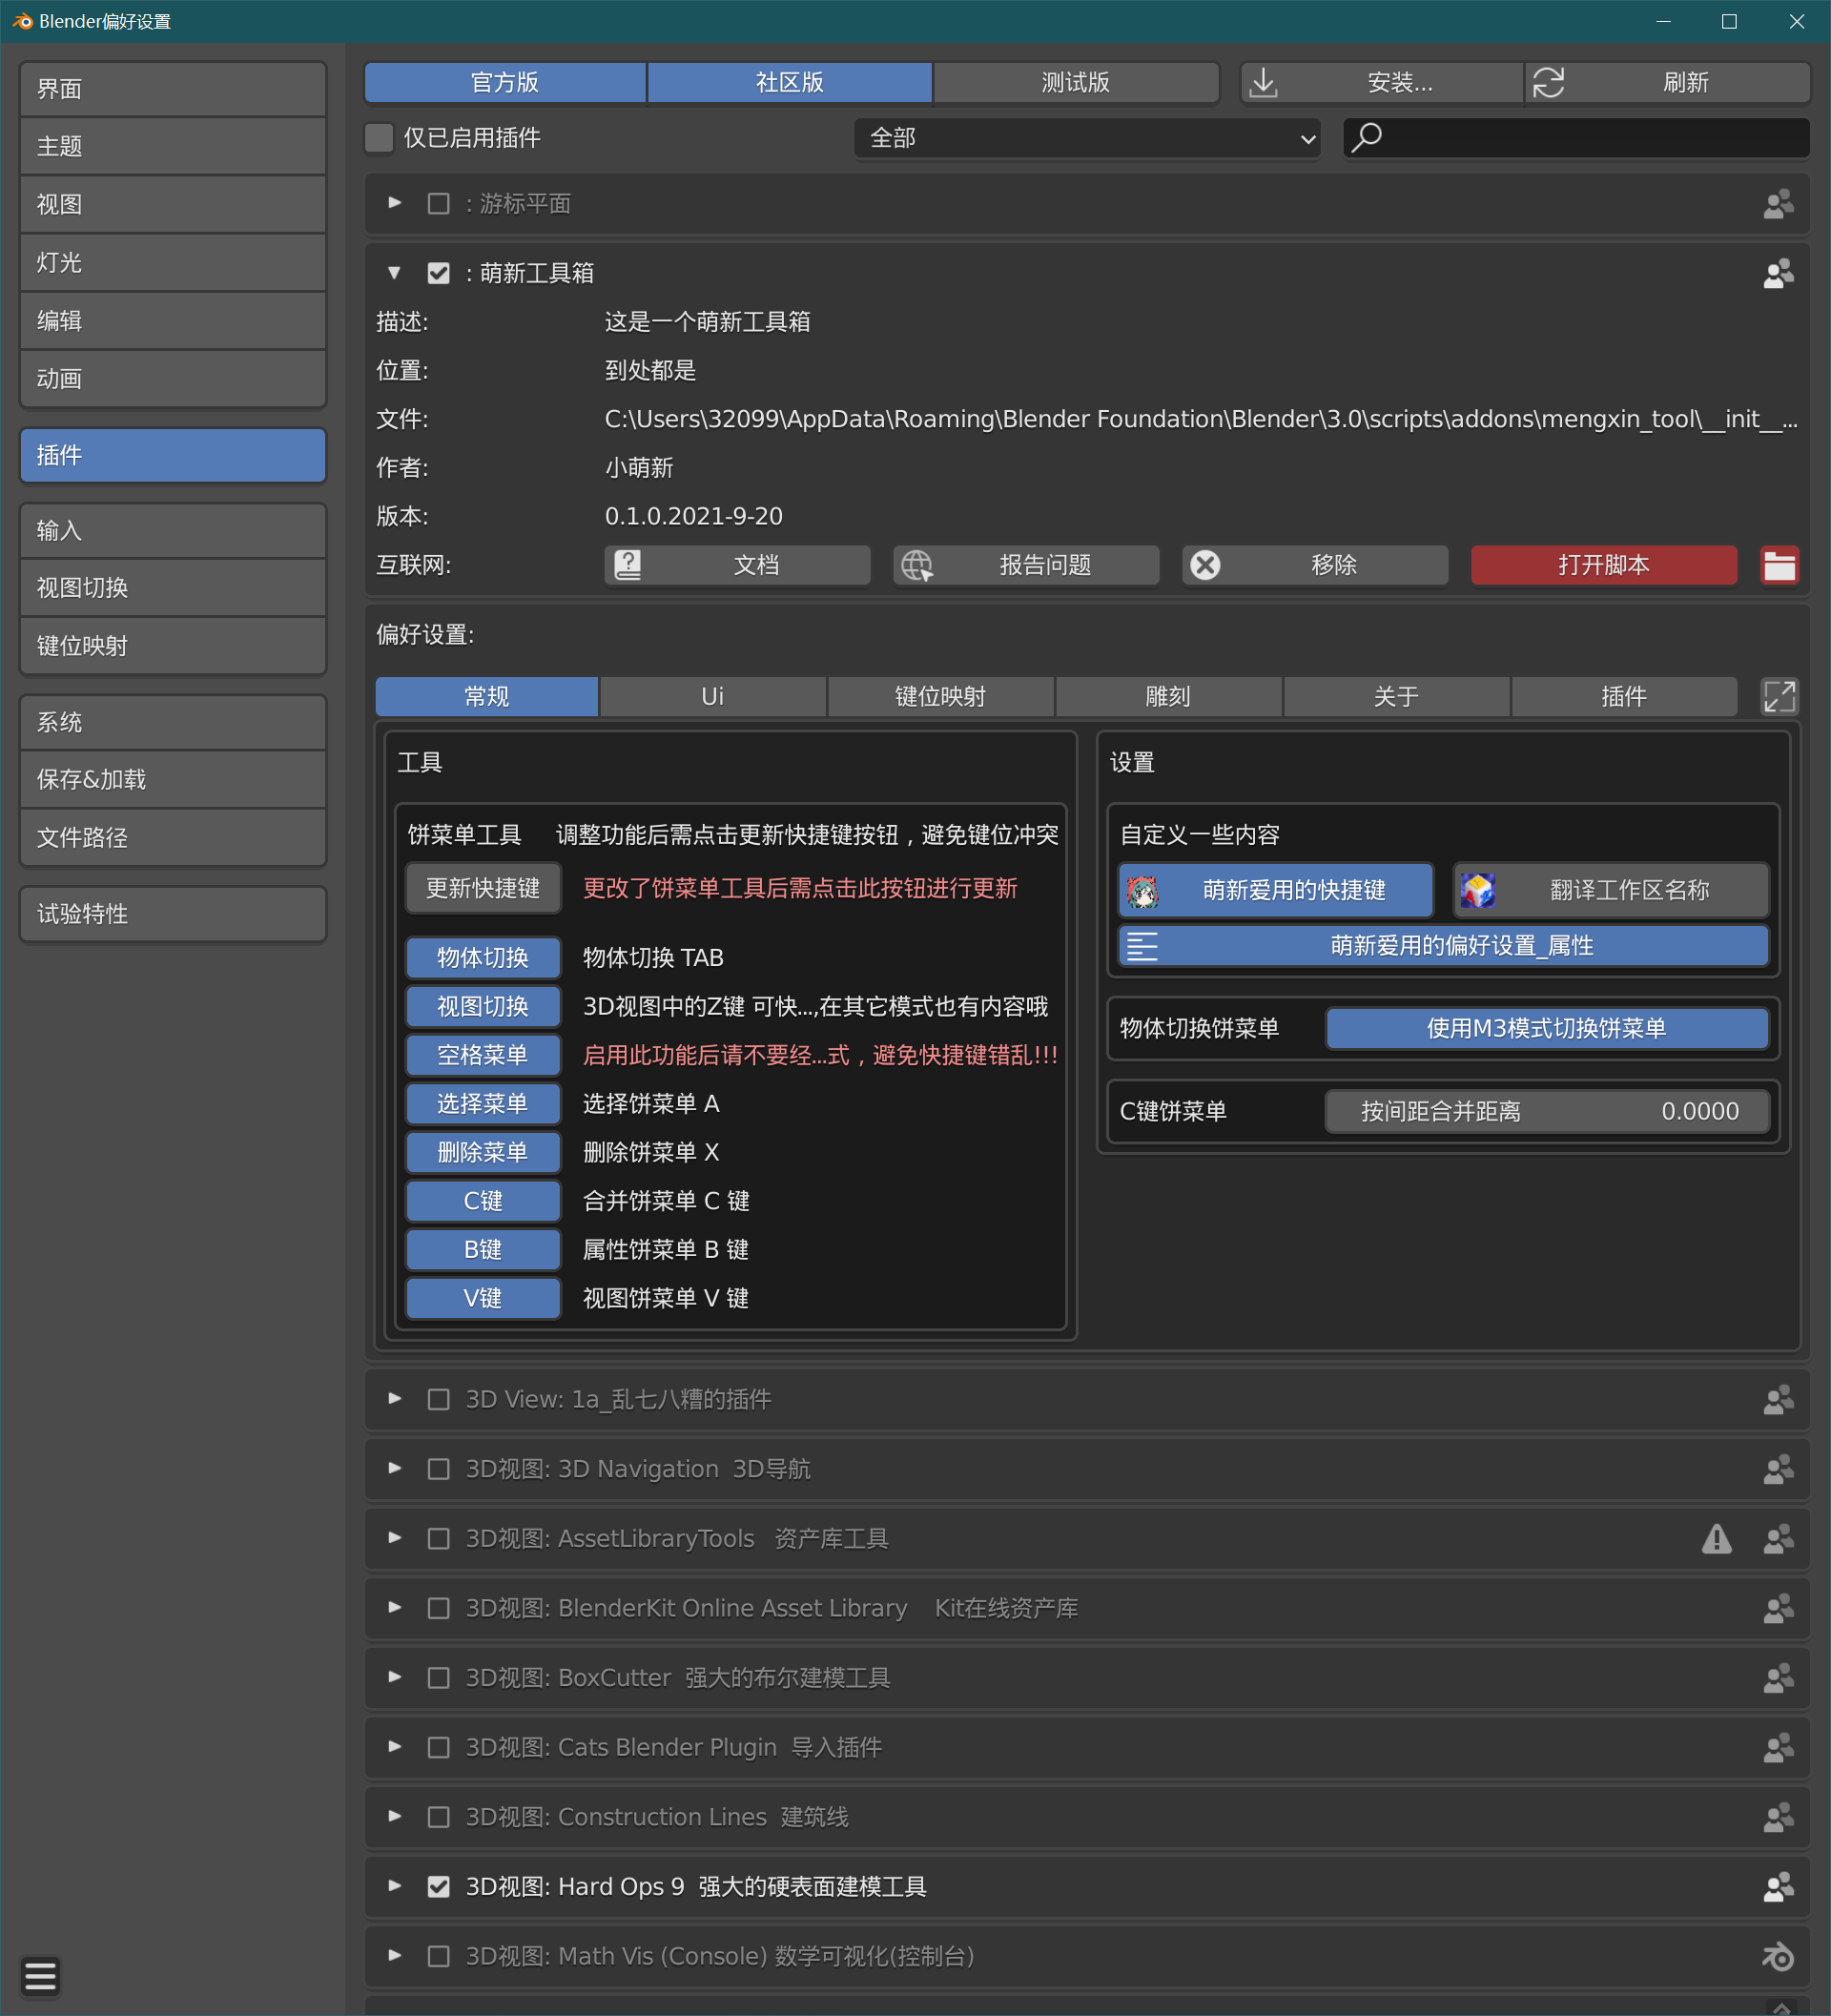 Blender偏好设置
界面
主题
视图
灯光
编辑
动画
插件
输入
视图切换
键位映射
系统
保存&加载
文件路径
试验特性
官方版 社区版 测试版 安装... 刷新
仅已启用插件 全部
: 游标平面
: 萌新工具箱
描述: 这是一个萌新工具箱
位置: 到处都是
文件: C:\Users\32099\AppData\Roaming\Blender Foundation\Blender\3.0\scripts\addons\mengxin_tool\__init__...
作者: 小萌新
版本: 0.1.0.2021-9-20
互联网: 文档 报告问题 移除 打开脚本
偏好设置:
常规 Ui 键位映射 雕刻 关于 插件
工具
饼菜单工具 调整功能后需点击更新快捷键按钮，避免键位冲突
更新快捷键 更改了饼菜单工具后需点击此按钮进行更新
物体切换 物体切换 TAB
视图切换 3D视图中的Z键 可快...,在其它模式也有内容哦
空格菜单 启用此功能后请不要经...式，避免快捷键错乱!!!
选择菜单 选择饼菜单 A
删除菜单 删除饼菜单 X
C键 合并饼菜单 C 键
B键 属性饼菜单 B 键
V键 视图饼菜单 V 键
设置
自定义一些内容
萌新爱用的快捷键 翻译工作区名称
萌新爱用的偏好设置_属性
物体切换饼菜单 使用M3模式切换饼菜单
C键饼菜单 按间距合并距离 0.0000
3D View: 1a_乱七八糟的插件
3D视图: 3D Navigation 3D导航
3D视图: AssetLibraryTools 资产库工具
3D视图: BlenderKit Online Asset Library Kit在线资产库
3D视图: BoxCutter 强大的布尔建模工具
3D视图: Cats Blender Plugin 导入插件
3D视图: Construction Lines 建筑线
3D视图: Hard Ops 9 强大的硬表面建模工具
3D视图: Math Vis (Console) 数学可视化(控制台)